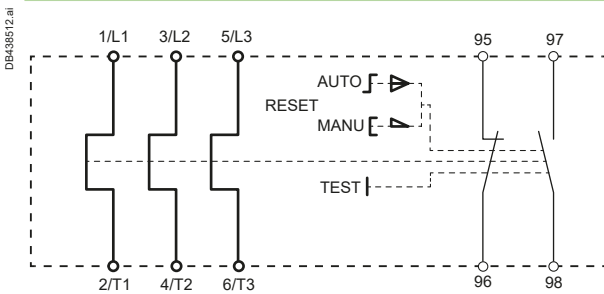 DB438512.ai
1/L1 3/L2 5/L3 95 97
AUTO
RESET
MANU
TEST
2/T1 4/T2 6/T3 96 98